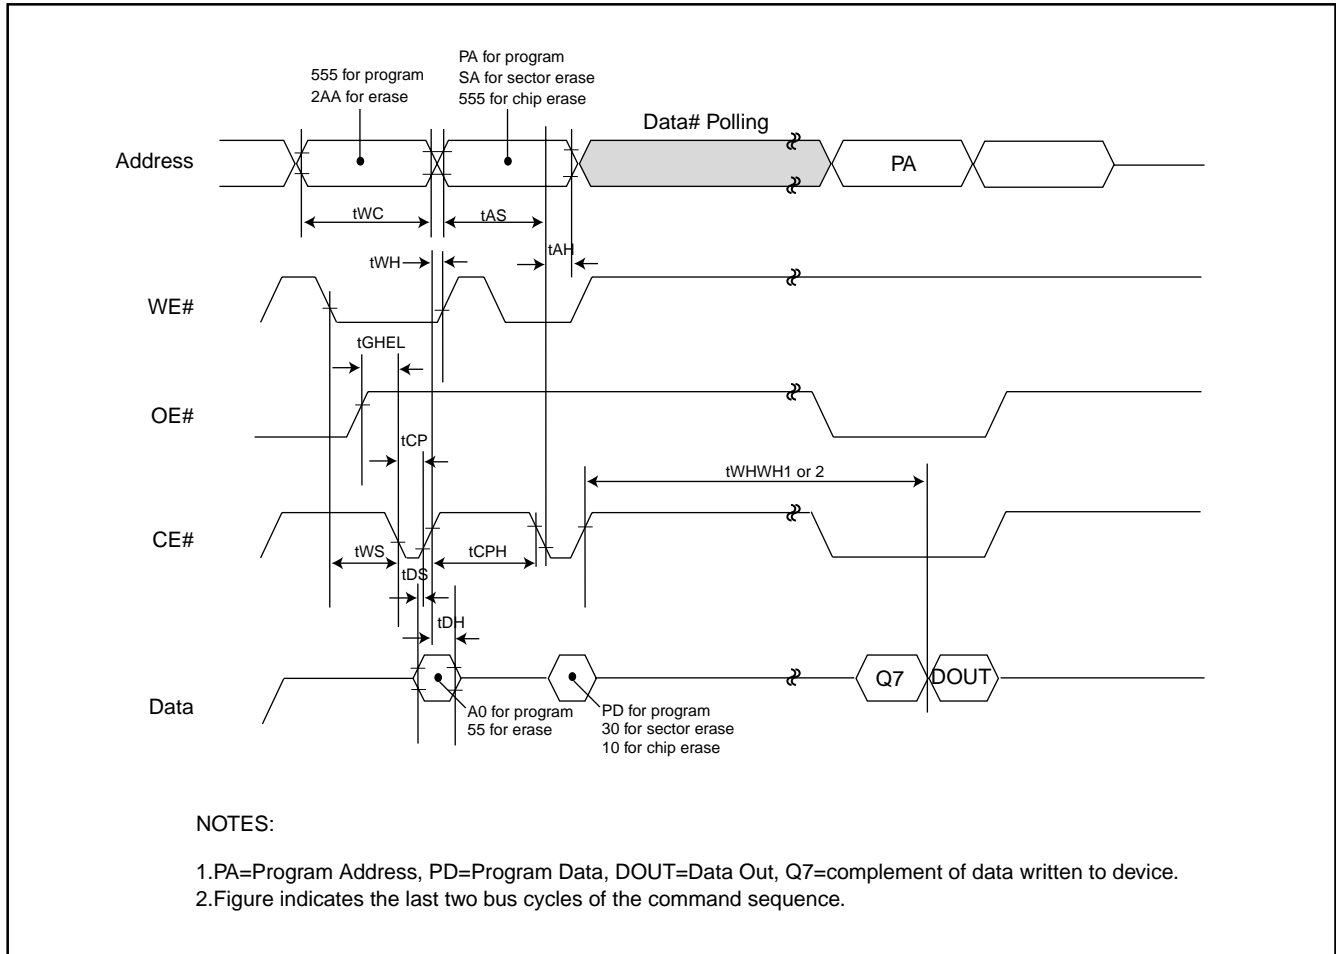 555 for program
2AA for erase
PA for program
SA for sector erase
555 for chip erase
Data# Polling
Address
PA
tWC
tAS
tAH
tWH
WE#
tGHEL
OE#
tCP
tWHWH1 or 2
CE#
tWS
tCPH
tDS
tDH
Data
Q7
DOUT
A0 for program
55 for erase
PD for program
30 for sector erase
10 for chip erase
NOTES:
1.PA=Program Address, PD=Program Data, DOUT=Data Out, Q7=complement of data written to device.
2.Figure indicates the last two bus cycles of the command sequence.